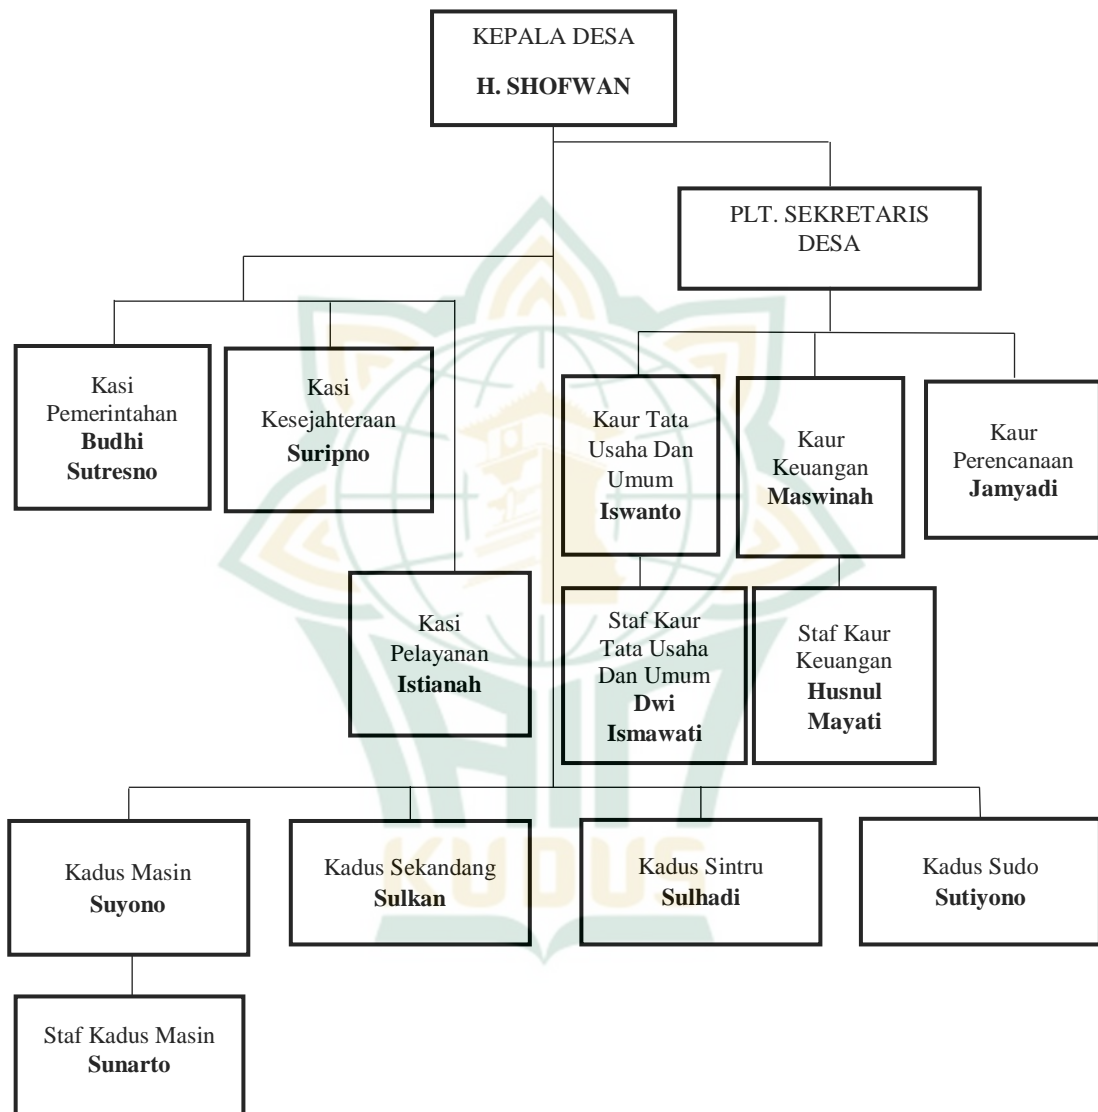 KEPALA DESA
H. SHOFWAN
PLT. SEKRETARIS
DESA
Kasi
Pemerintahan
Budhi
Sutresno
Kasi
Kesejahteraan
Suripno
Kaur Tata
Usaha Dan
Umum
Iswanto
Kaur
Keuangan
Maswinah
Kaur
Perencanaan
Jamyadi
Kasi
Pelayanan
Istianah
Staf Kaur
Tata Usaha
Dan Umum
Dwi
Ismawati
Staf Kaur
Keuangan
Husnul
Mayati
Kadus Masin
Suyono
Kadus Sekandang
Sulkan
Kadus Sintru
Sulhadi
Kadus Sudo
Sutiyono
KUDUS
Staf Kadus Masin
Sunarto